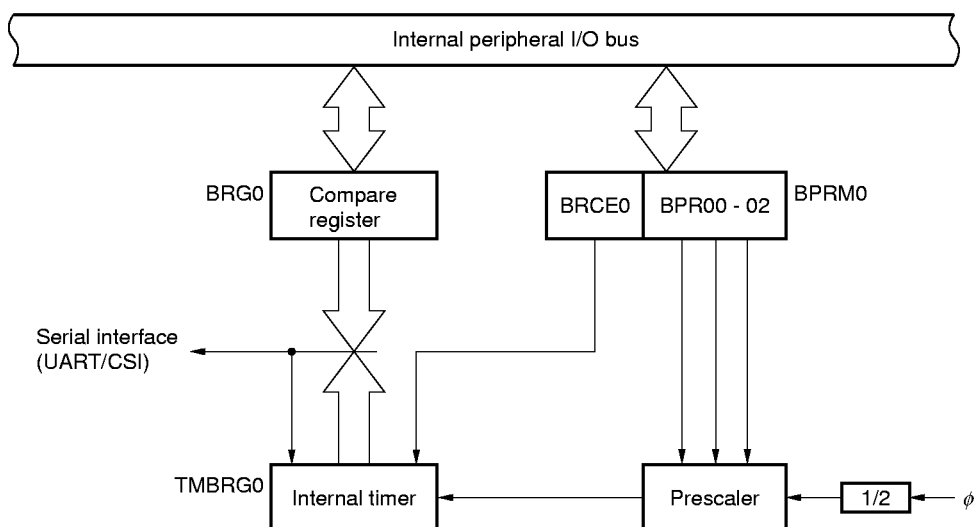 Internal peripheral I/O bus
BRG0
Compare
register
BRCE0
BPR00 - 02
BPRM0
Serial interface
(UART/CSI)
TMBRG0
Internal timer
Prescaler
1/2
ϕ